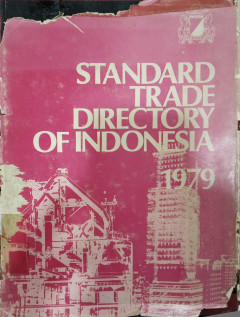 STANDARD
TRADE
DIRECTORY
OF INDONESIA
1979